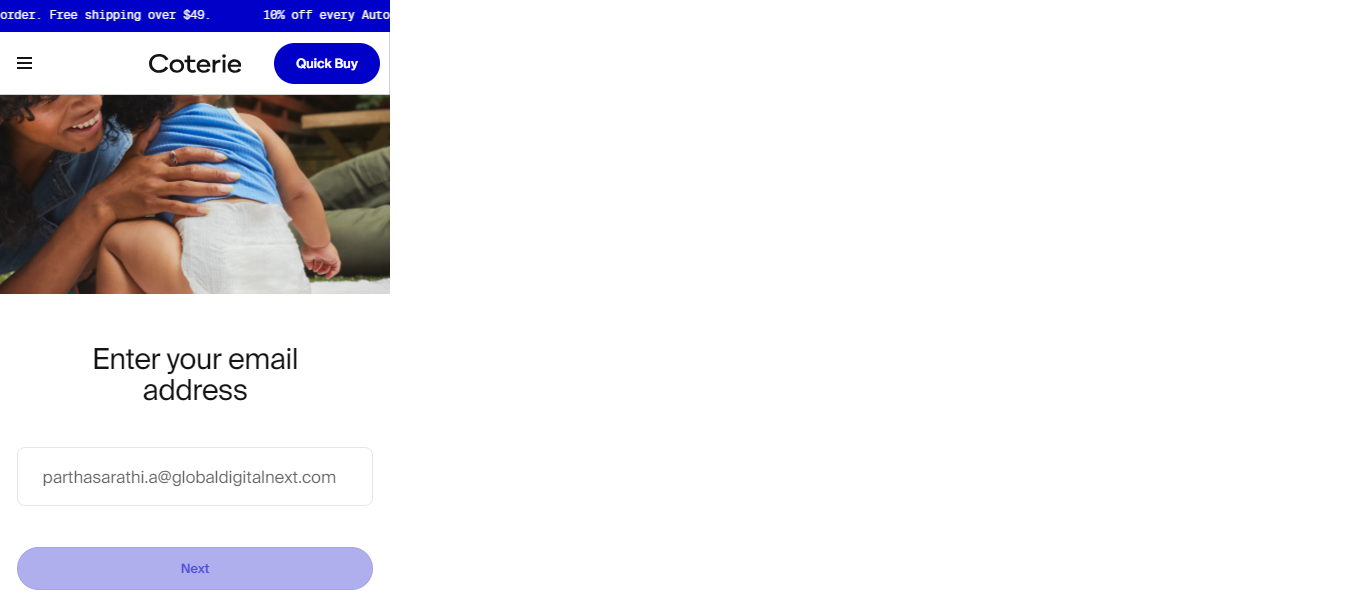 order. Free shipping over $49. 10% off every Auto
Coterie
Quick Buy
Enter your email
address
parthasarathi.a@globaldigitalnext.com
Next